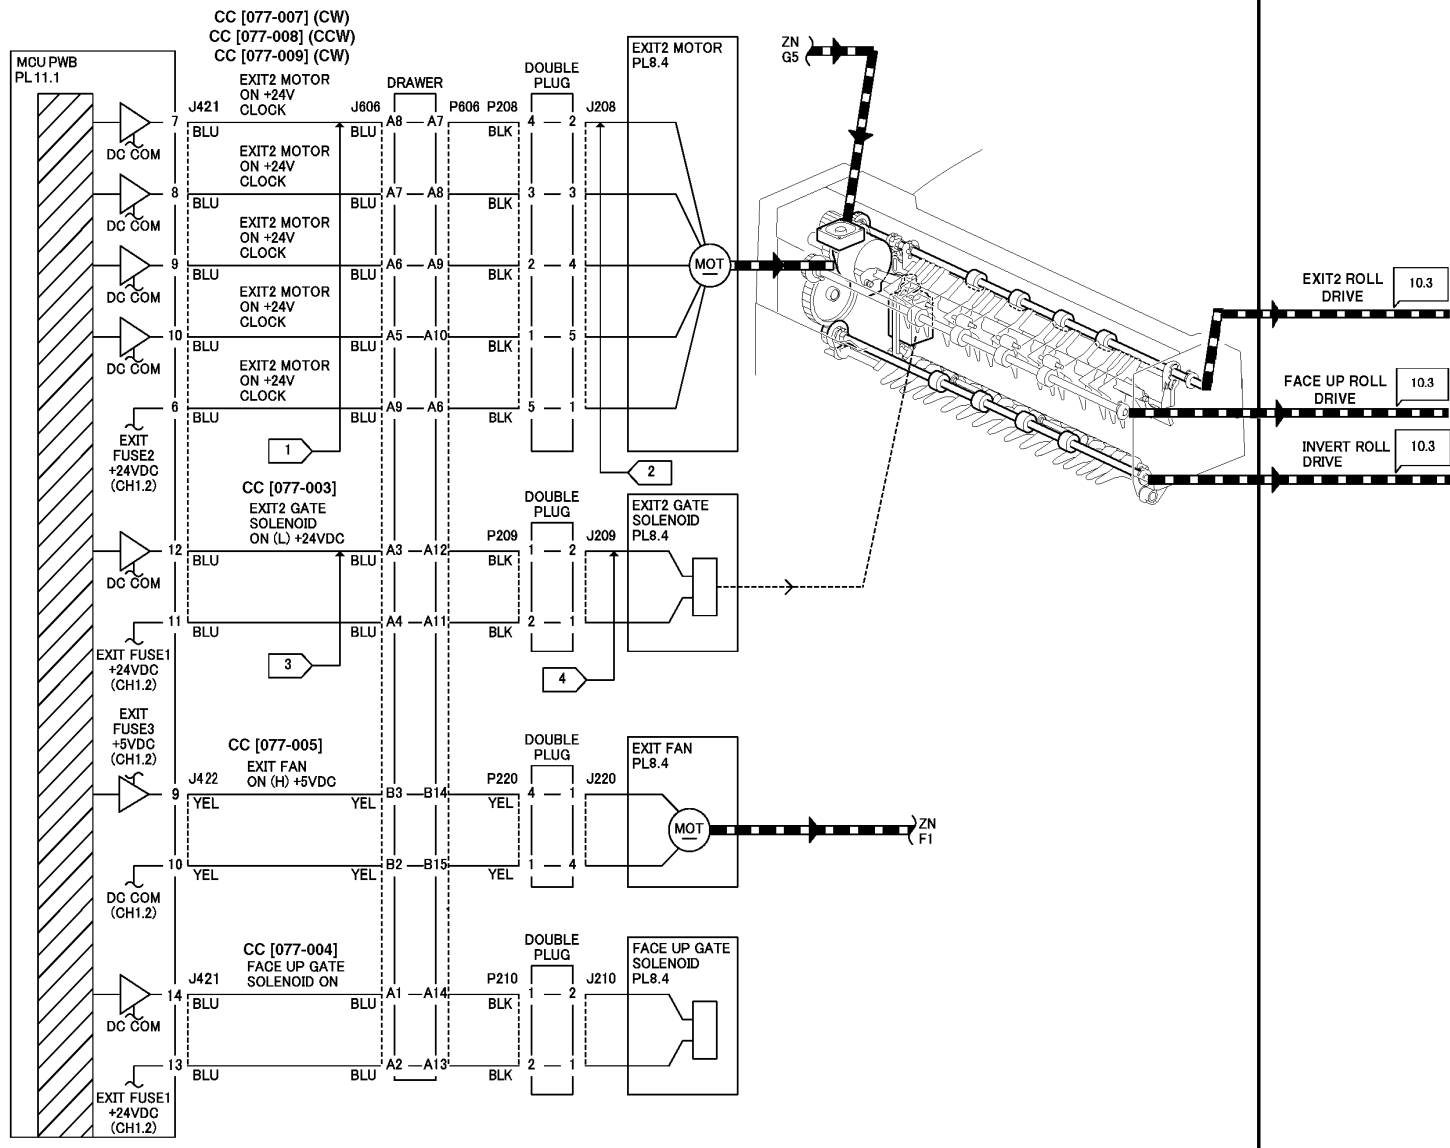 CC [077-007] (CW)
CC [077-008] (CCW)
CC [077-009] (CW)
MCU PWB
PL 11.1
EXIT2 MOTOR
ON +24V
CLOCK
DRAWER
DOUBLE
PLUG
EXIT2 MOTOR
PL8.4
ZN
G5
J421
J606
P606
P208
J208
7
BLU
BLU
A8
A7
BLK
4
2
DC COM
EXIT2 MOTOR
ON +24V
CLOCK
8
BLU
BLU
A7
A8
BLK
3
3
DC COM
EXIT2 MOTOR
ON +24V
CLOCK
9
BLU
BLU
A6
A9
BLK
2
4
MOT
DC COM
EXIT2 MOTOR
ON +24V
CLOCK
10
BLU
BLU
A5
A10
BLK
1
5
DC COM
EXIT2 MOTOR
ON +24V
CLOCK
6
BLU
BLU
A9
A6
BLK
5
1
EXIT
FUSE2
+24VDC
(CH1.2)
1
2
EXIT2 ROLL
DRIVE
10.3
FACE UP ROLL
DRIVE
10.3
INVERT ROLL
DRIVE
10.3
CC [077-003]
EXIT2 GATE
SOLENOID
ON (L) +24VDC
DOUBLE
PLUG
EXIT2 GATE
SOLENOID
PL8.4
P209
J209
12
BLU
BLU
A3
A12
BLK
1
2
DC COM
11
BLU
BLU
A4
A11
BLK
2
1
EXIT FUSE1
+24VDC
(CH1.2)
3
4
EXIT
FUSE3
+5VDC
(CH1.2)
CC [077-005]
EXIT FAN
ON (H) +5VDC
DOUBLE
PLUG
EXIT FAN
PL8.4
J422
P220
J220
9
YEL
YEL
B3
B14
YEL
4
1
MOT
ZN
F1
10
YEL
YEL
B2
B15
YEL
1
4
DC COM
(CH1.2)
CC [077-004]
FACE UP GATE
SOLENOID ON
DOUBLE
PLUG
FACE UP GATE
SOLENOID
PL8.4
J421
P210
J210
14
BLU
BLU
A1
A14
BLK
1
2
DC COM
13
BLU
BLU
A2
A13
BLK
2
1
EXIT FUSE1
+24VDC
(CH1.2)